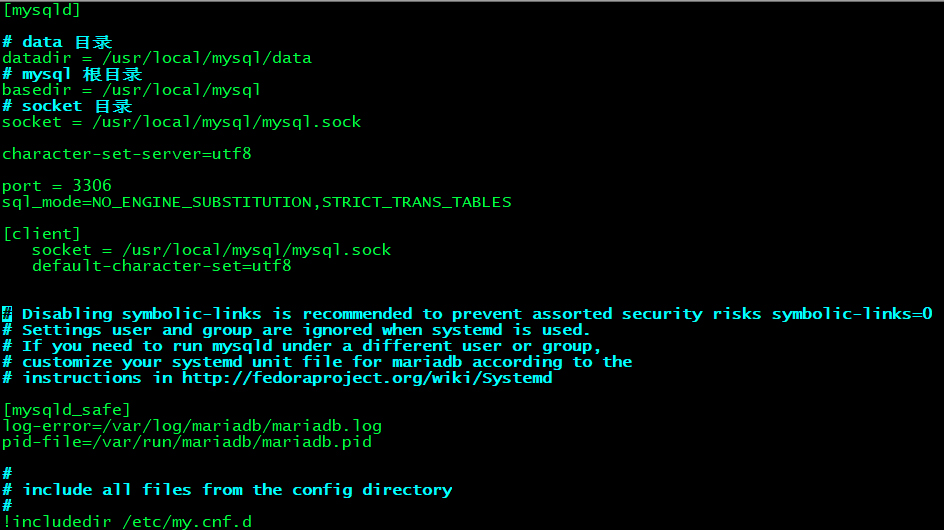 [mysqld]
# data 目录
datadir = /usr/local/mysql/data
# mysql 根目录
basedir = /usr/local/mysql
# socket 目录
socket = /usr/local/mysql/mysql.sock
character-set-server=utf8
port = 3306
sql_mode=NO_ENGINE_SUBSTITUTION,STRICT_TRANS_TABLES
[client]
socket = /usr/local/mysql/mysql.sock
default-character-set=utf8
# Disabling symbolic-links is recommended to prevent assorted security risks symbolic-links=0
# Settings user and group are ignored when systemd is used.
# If you need to run mysqld under a different user or group,
# customize your systemd unit file for mariadb according to the
# instructions in http://fedoraproject.org/wiki/Systemd
[mysqld_safe]
log-error=/var/log/mariadb/mariadb.log
pid-file=/var/run/mariadb/mariadb.pid
#
# include all files from the config directory
#
!includedir /etc/my.cnf.d